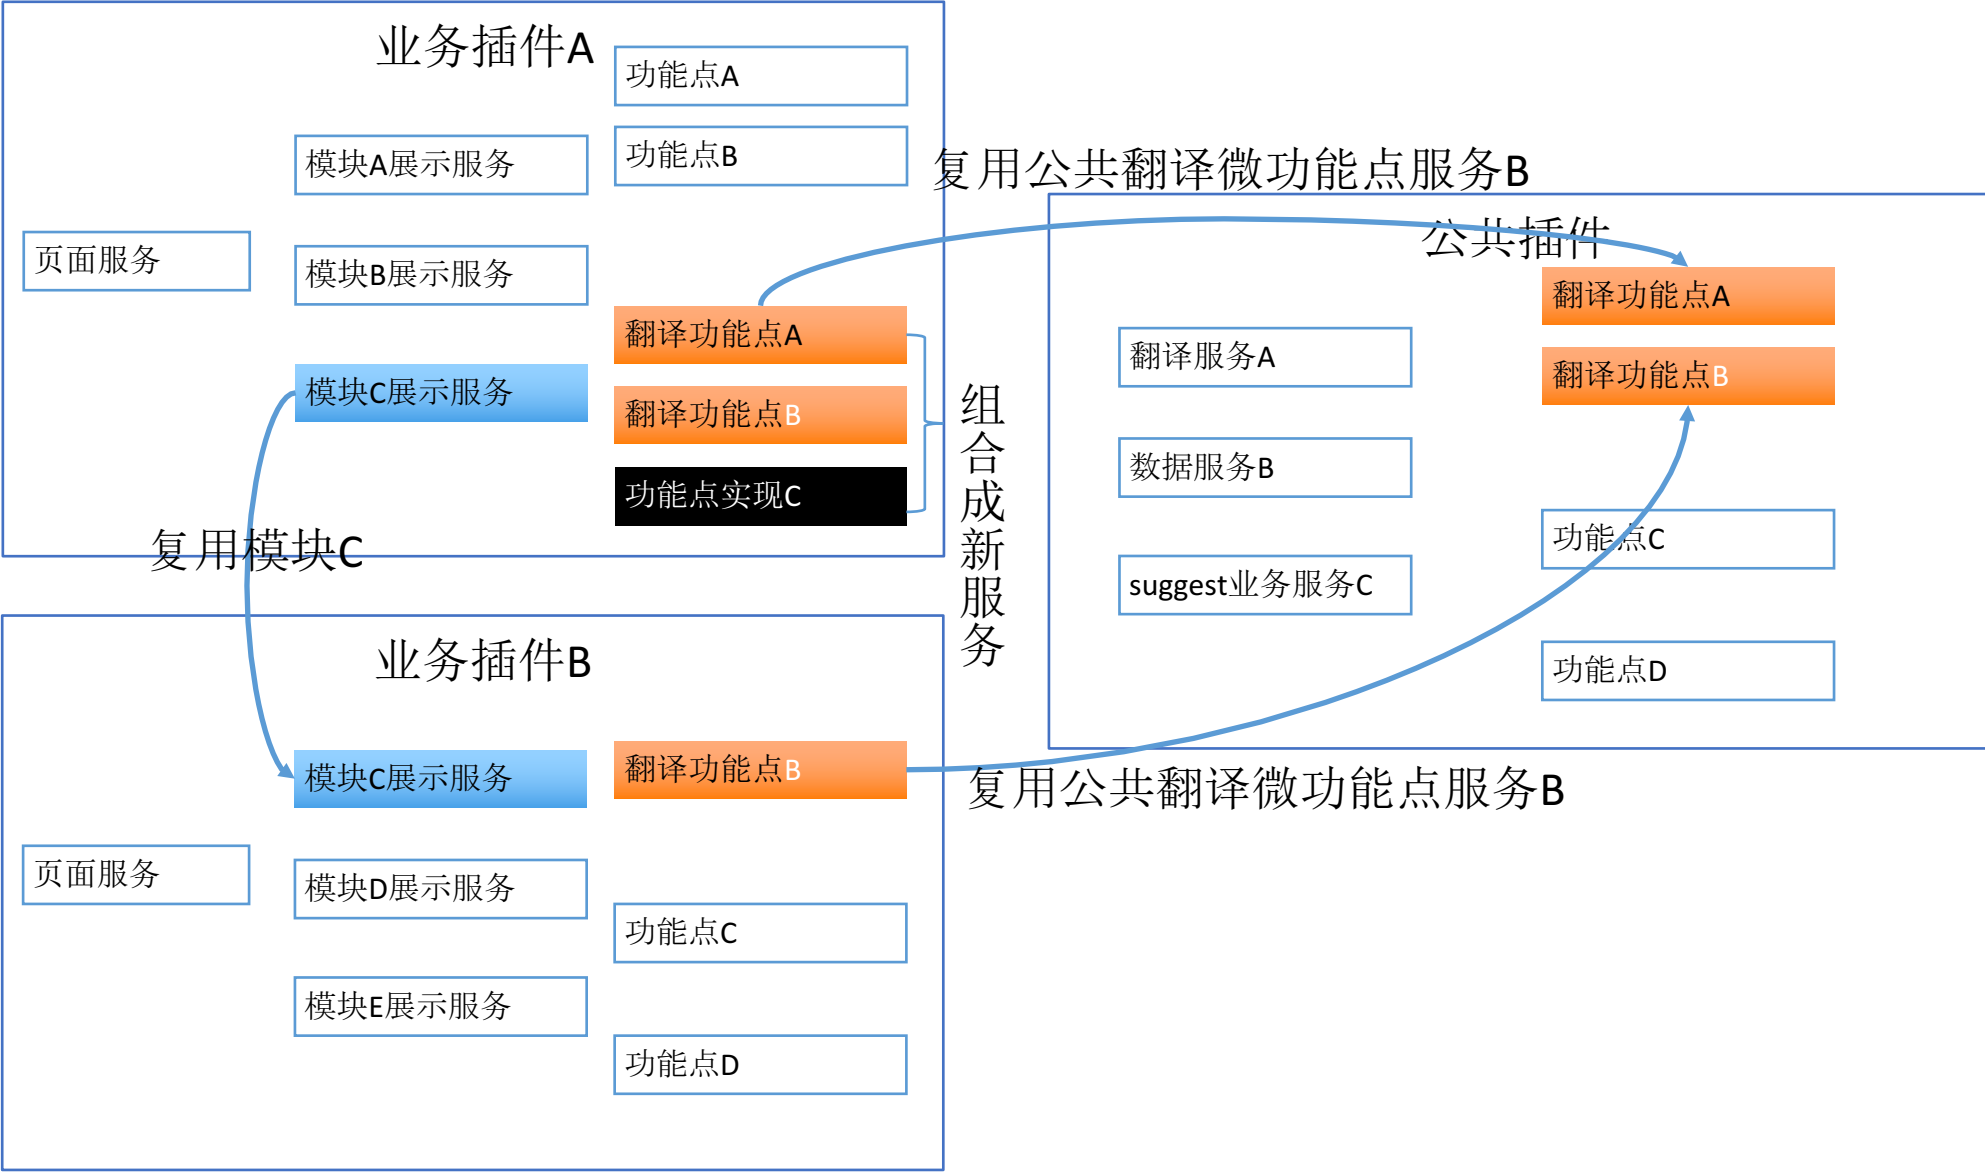 业务插件A
功能点A
功能点B
模块A展示服务
页面服务
模块B展示服务
翻译功能点A
模块C展示服务
翻译功能点B
功能点实现C
组合成新服务
复用模块C
复用公共翻译微功能点服务B
公共插件
翻译功能点A
翻译服务A
翻译功能点B
数据服务B
功能点C
suggest业务服务C
功能点D
业务插件B
模块C展示服务
翻译功能点B
复用公共翻译微功能点服务B
页面服务
模块D展示服务
功能点C
模块E展示服务
功能点D